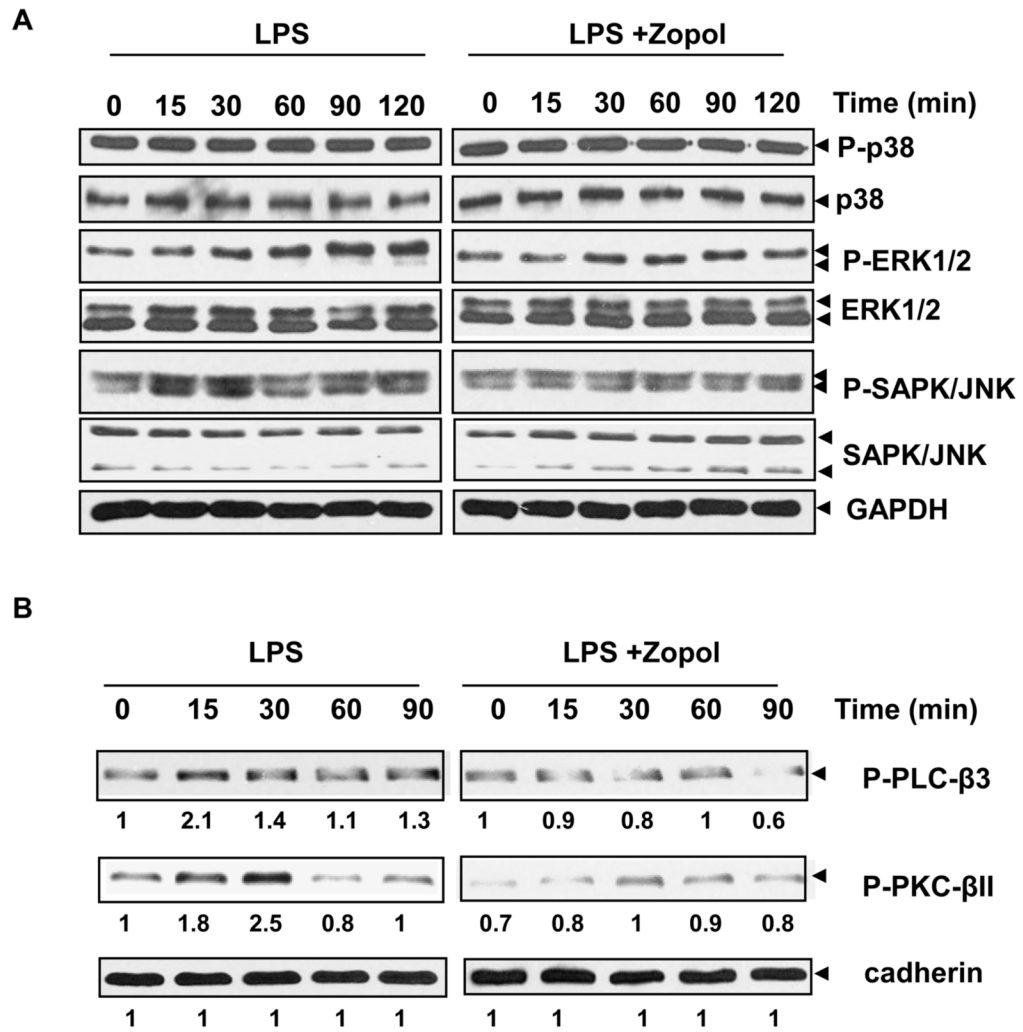 A
LPS
LPS +Zopol
0 15 30 60 90 120 0 15 30 60 90 120 Time (min)
P-p38
p38
P-ERK1/2
ERK1/2
P-SAPK/JNK
SAPK/JNK
GAPDH
B
LPS
LPS +Zopol
0 15 30 60 90 0 15 30 60 90 Time (min)
P-PLC-β3
1 2.1 1.4 1.1 1.3 1 0.9 0.8 1 0.6
P-PKC-βII
1 1.8 2.5 0.8 1 0.7 0.8 1 0.9 0.8
cadherin
1 1 1 1 1 1 1 1 1 1